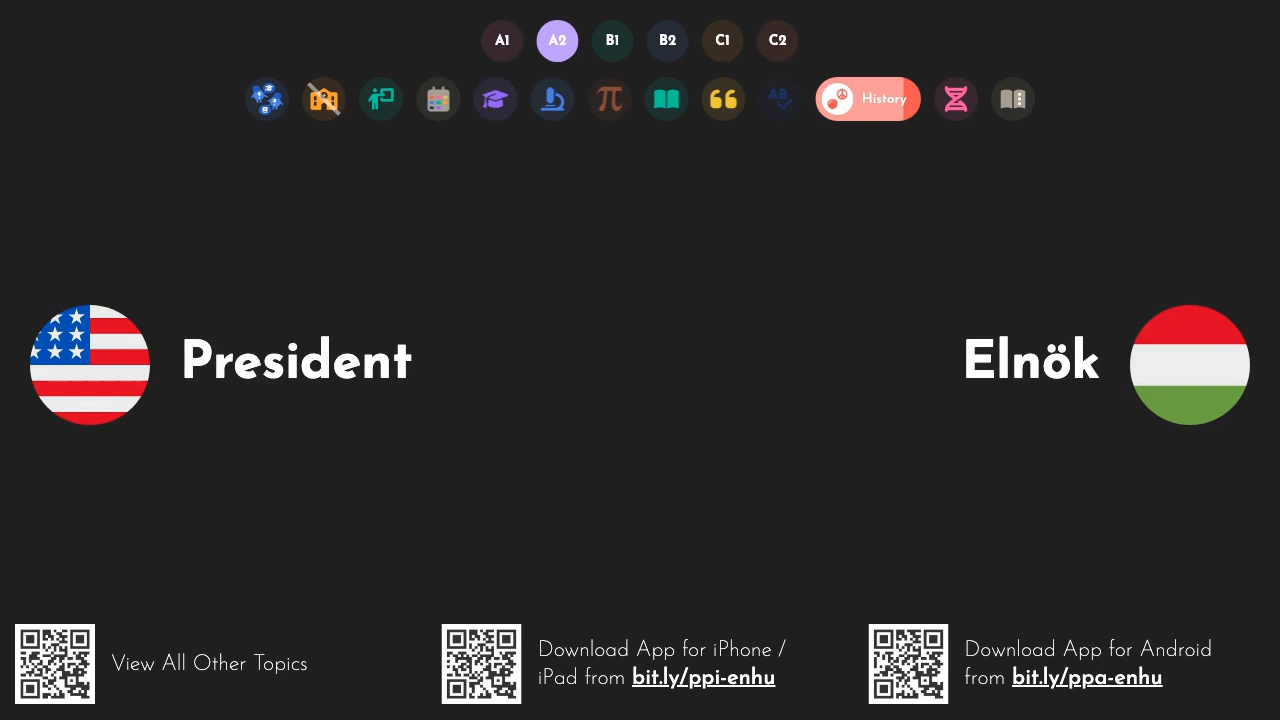 A1 A2 B1 B2 C1 C2
AB
History
President
Elnök
View All Other Topics
Download App for iPhone /
iPad from bit.ly/ppi-enhu
Download App for Android
from bit.ly/ppa-enhu